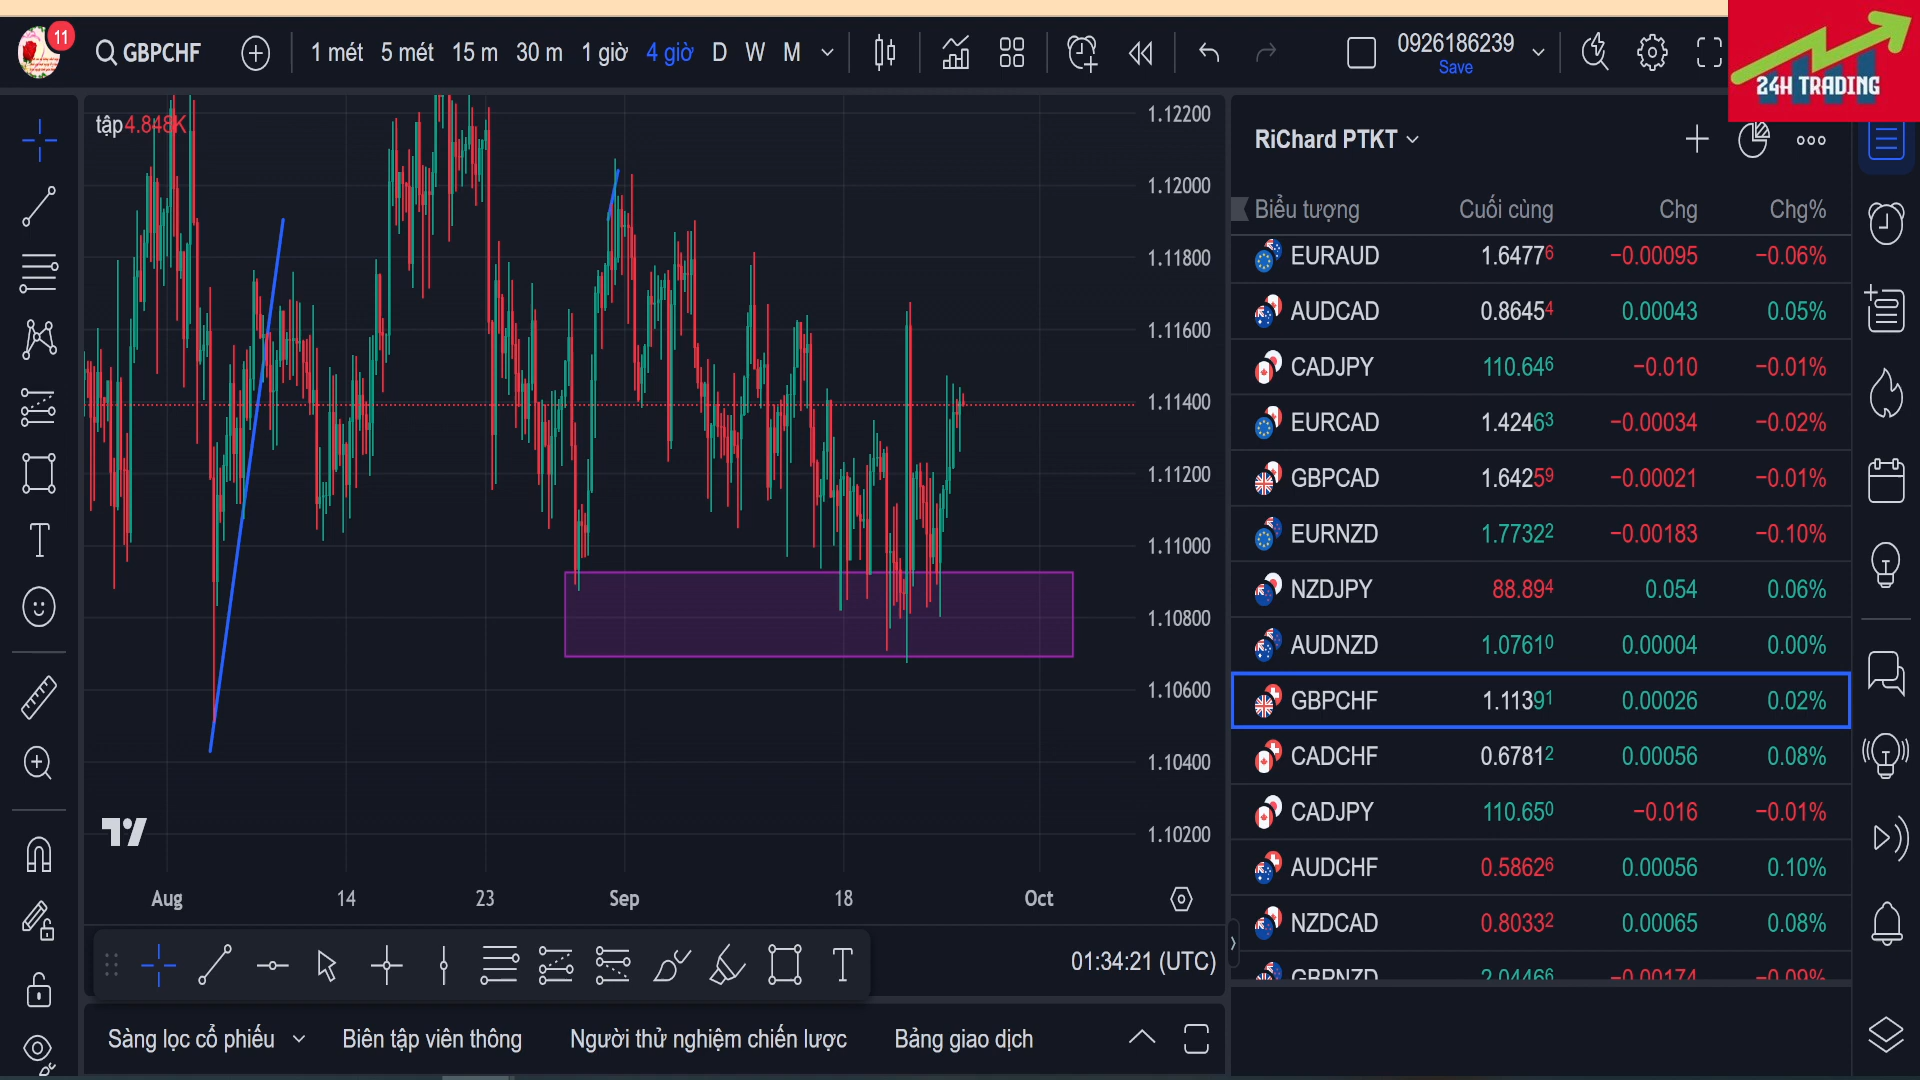 11
GBPCHF
1 mét 5 mét 15 m 30 m 1 giờ 4 giờ D W M
0926186239
Save
24H TRADING
tập4.848K
1.12200
1.12000
1.11800
1.11600
1.11400
1.11200
1.11000
1.10800
1.10600
1.10400
1.10200
Aug 14 23 Sep 18 Oct
01:34:21 (UTC)
Sàng lọc cổ phiếu Biên tập viên thông Người thử nghiệm chiến lược Bảng giao dịch
RiChard PTKT
Biểu tượng Cuối cùng Chg Chg%
EURAUD 1.64776 −0.00095 −0.06%
AUDCAD 0.86454 0.00043 0.05%
CADJPY 110.646 −0.010 −0.01%
EURCAD 1.42463 −0.00034 −0.02%
GBPCAD 1.64259 −0.00021 −0.01%
EURNZD 1.77322 −0.00183 −0.10%
NZDJPY 88.894 0.054 0.06%
AUDNZD 1.07610 0.00004 0.00%
GBPCHF 1.11391 0.00026 0.02%
CADCHF 0.67812 0.00056 0.08%
CADJPY 110.650 −0.016 −0.01%
AUDCHF 0.58626 0.00056 0.10%
NZDCAD 0.80332 0.00065 0.08%
GBPNZD 2.04466 −0.00174 −0.09%